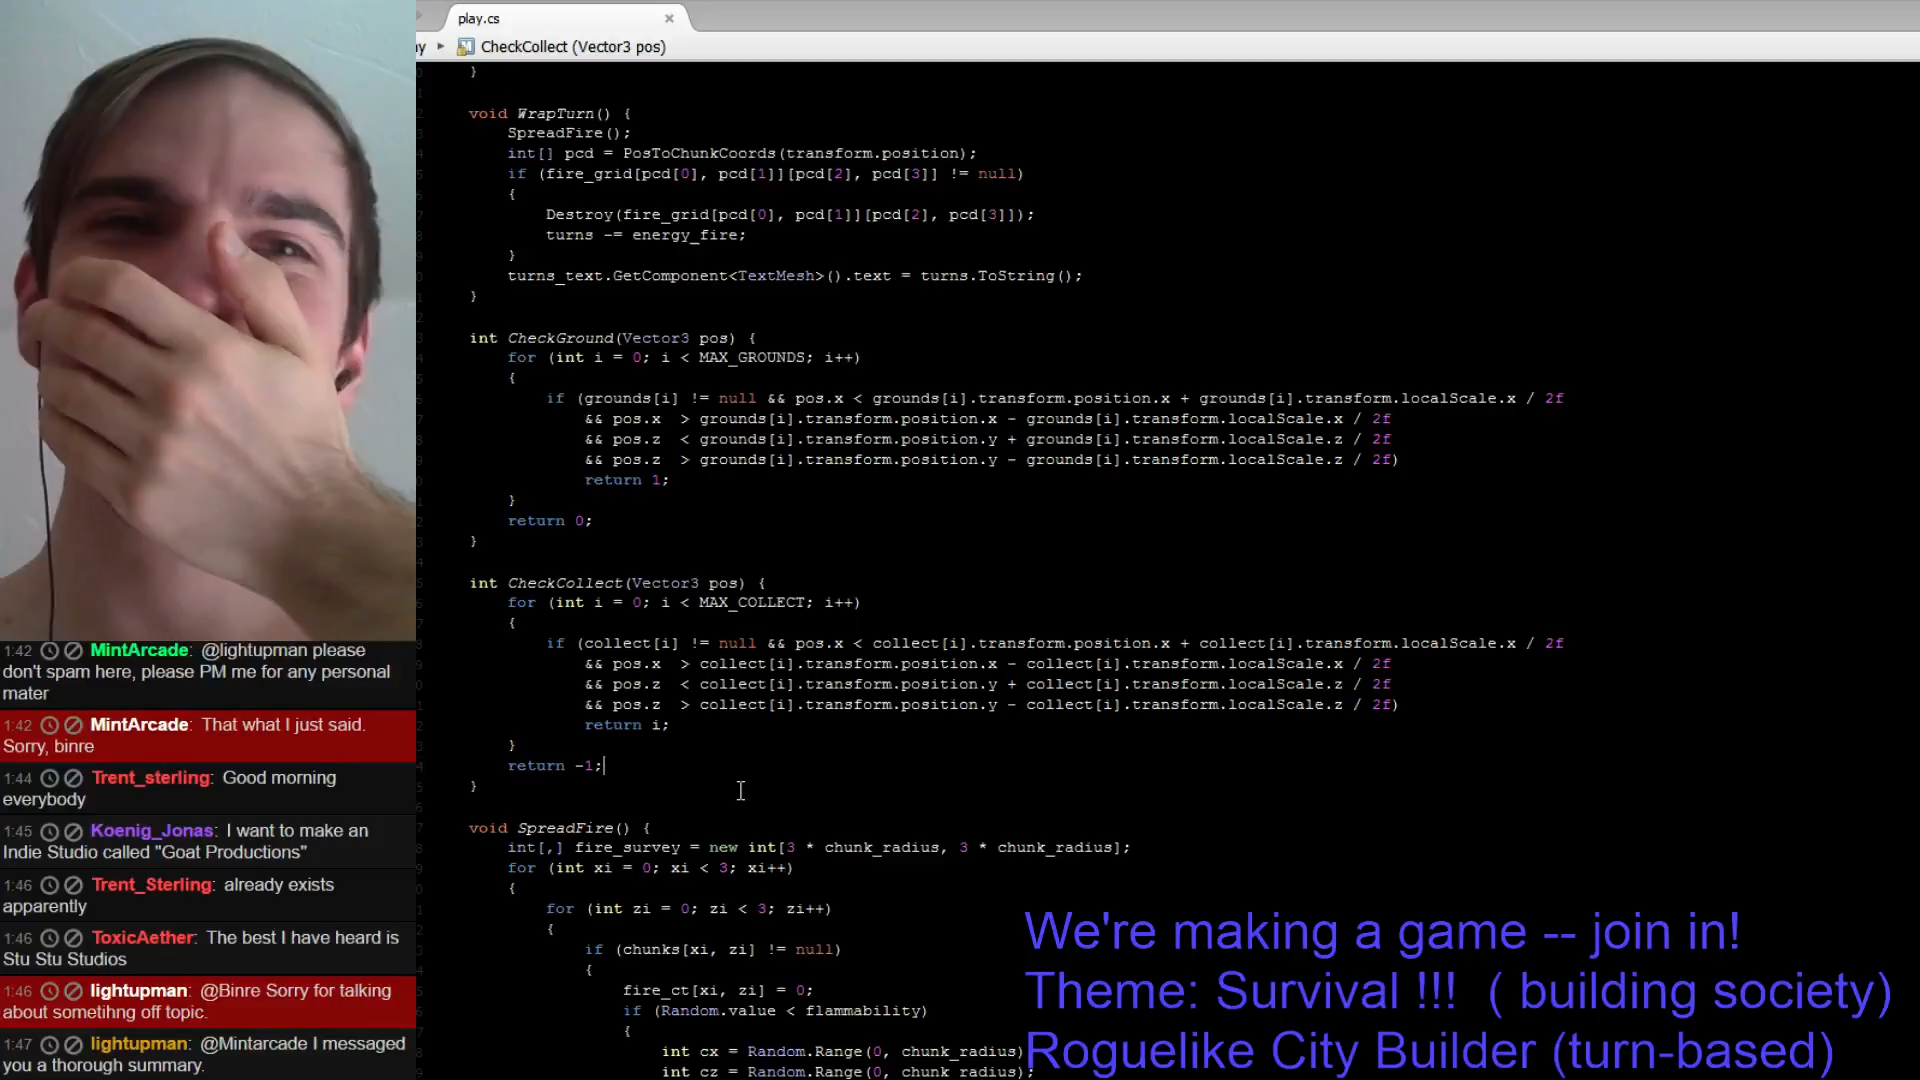 play.cs
CheckCollect (Vector3 pos)
}
void WrapTurn() {
SpreadFire();
int[] pcd = PosToChunkCoords(transform.position);
if (fire_grid[pcd[0], pcd[1]][pcd[2], pcd[3]] != null)
{
Destroy(fire_grid[pcd[0], pcd[1]][pcd[2], pcd[3]]);
turns -= energy_fire;
}
turns_text.GetComponent<TextMesh>().text = turns.ToString();
}
int CheckGround(Vector3 pos) {
for (int i = 0; i < MAX_GROUNDS; i++)
{
if (grounds[i] != null && pos.x < grounds[i].transform.position.x + grounds[i].transform.localScale.x / 2f
&& pos.x > grounds[i].transform.position.x - grounds[i].transform.localScale.x / 2f
&& pos.z < grounds[i].transform.position.y + grounds[i].transform.localScale.z / 2f
&& pos.z > grounds[i].transform.position.y - grounds[i].transform.localScale.z / 2f)
return 1;
}
return 0;
}
int CheckCollect(Vector3 pos) {
for (int i = 0; i < MAX_COLLECT; i++)
{
if (collect[i] != null && pos.x < collect[i].transform.position.x + collect[i].transform.localScale.x / 2f
&& pos.x > collect[i].transform.position.x - collect[i].transform.localScale.x / 2f
&& pos.z < collect[i].transform.position.y + collect[i].transform.localScale.z / 2f
&& pos.z > collect[i].transform.position.y - collect[i].transform.localScale.z / 2f)
return i;
}
return -1;
}
void SpreadFire() {
int[,] fire_survey = new int[3 * chunk_radius, 3 * chunk_radius];
for (int xi = 0; xi < 3; xi++)
{
for (int zi = 0; zi < 3; zi++)
{
if (chunks[xi, zi] != null)
{
fire_ct[xi, zi] = 0;
if (Random.value < flammability)
{
int cx = Random.Range(0, chunk_radius)
int cz = Random.Range(0, chunk_radius);
1:42 MintArcade: @lightupman please
don't spam here, please PM me for any personal
mater
1:42 MintArcade: That what I just said.
Sorry, binre
1:44 Trent_sterling: Good morning
everybody
1:45 Koenig_Jonas: I want to make an
Indie Studio called "Goat Productions"
1:46 Trent_Sterling: already exists
apparently
1:46 ToxicAether: The best I have heard is
Stu Stu Studios
1:46 lightupman: @Binre Sorry for talking
about sometihng off topic.
1:47 lightupman: @Mintarcade I messaged
you a thorough summary.
We're making a game -- join in!
Theme: Survival !!! ( building society)
Roguelike City Builder (turn-based)